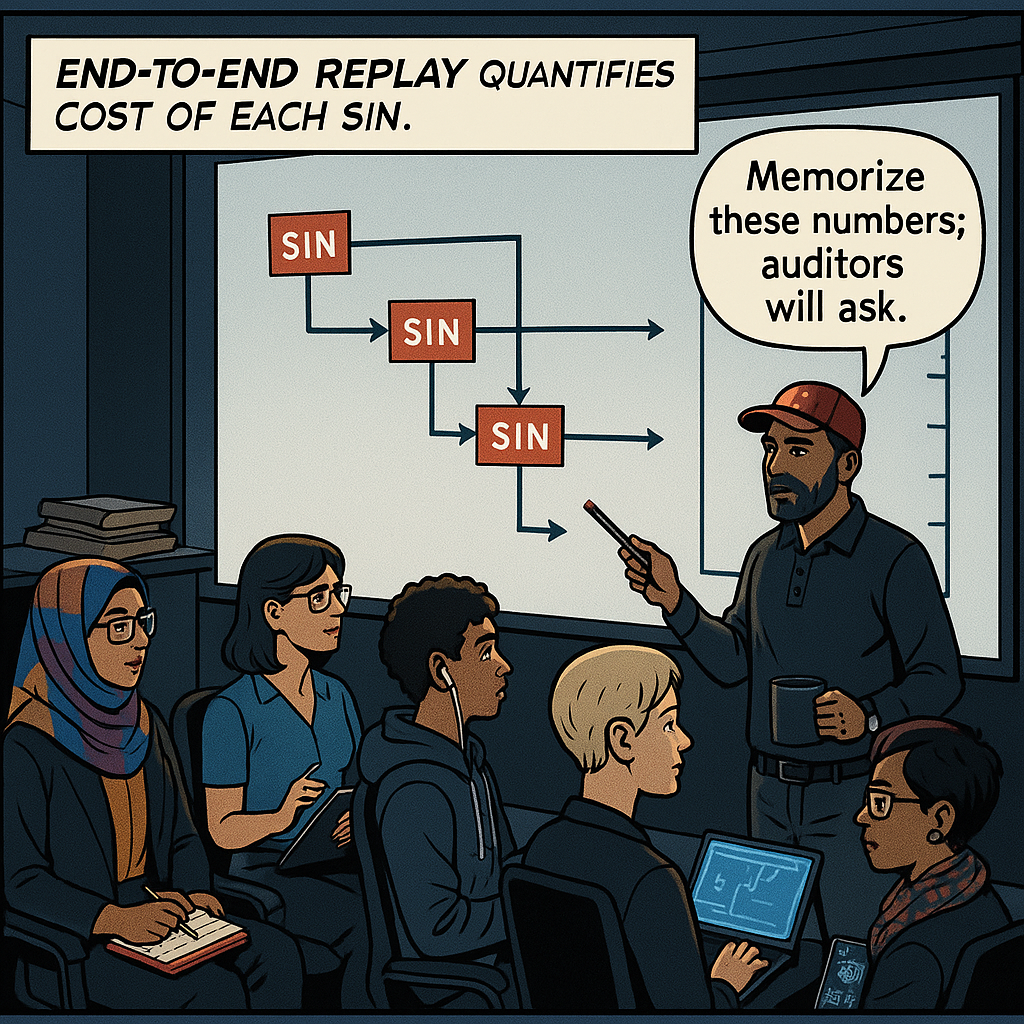 END-TO-END REPLAY QUANTIFIES
COST OF EACH SIN.
Memorize
these numbers;
auditors
will ask.
SIN
SIN
SIN